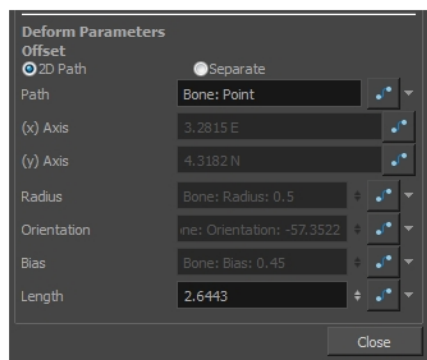 Deform Parameters
Offset
2D Path Separate
Path Bone: Point
(x) Axis 3.2815 E
(y) Axis 4.3182 N
Radius Bone: Radius: 0.5
Orientation ne: Orientation: -57.3522
Bias Bone: Bias: 0.45
Length 2.6443
Close